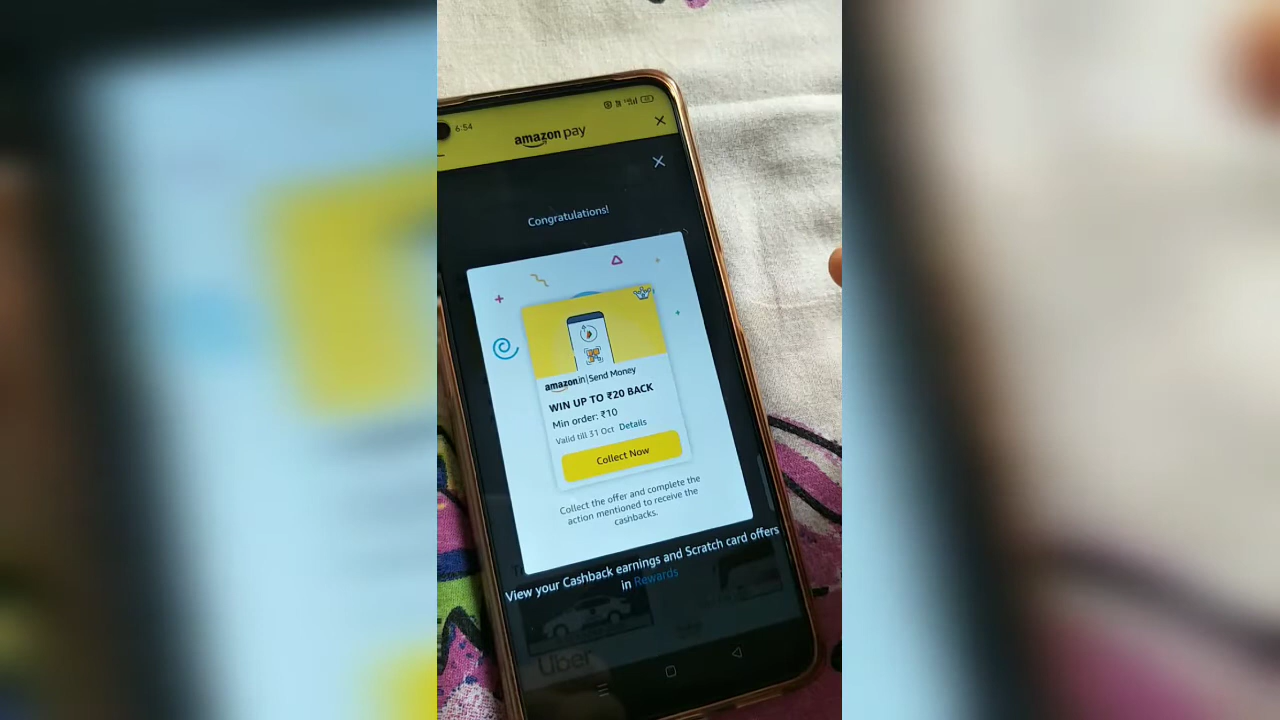 6:54
amazon pay
Congratulations!
amazon.in | Send Money
WIN UP TO ₹20 BACK
Min order: ₹10
Valid till 31 Oct Details
Collect Now
Collect the offer and complete the
action mentioned to receive the
cashbacks.
View your Cashback earnings and Scratch card offers
in Rewards
Uber